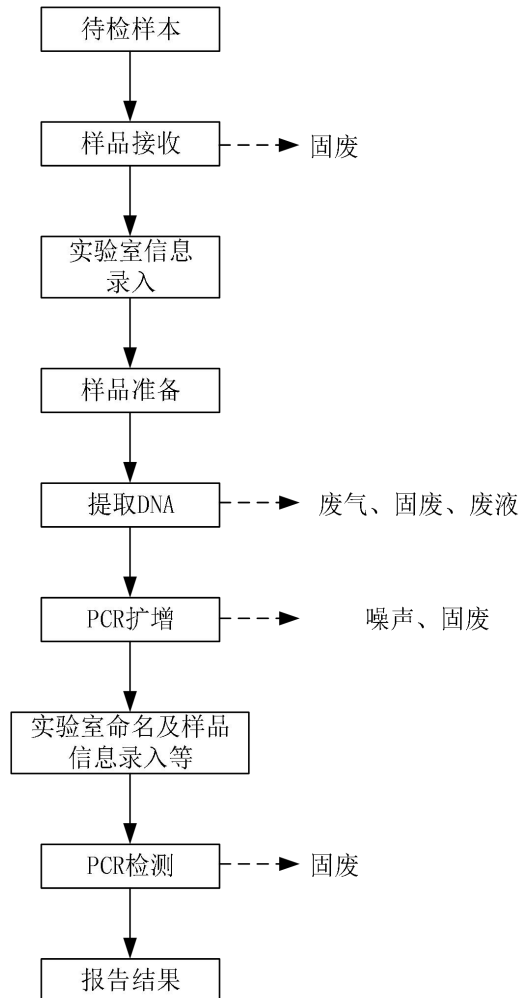 待检样本
样品接收
固废
实验室信息
录入
样品准备
提取DNA
废气、固废、废液
PCR扩增
噪声、固废
实验室命名及样品
信息录入等
PCR检测
固废
报告结果